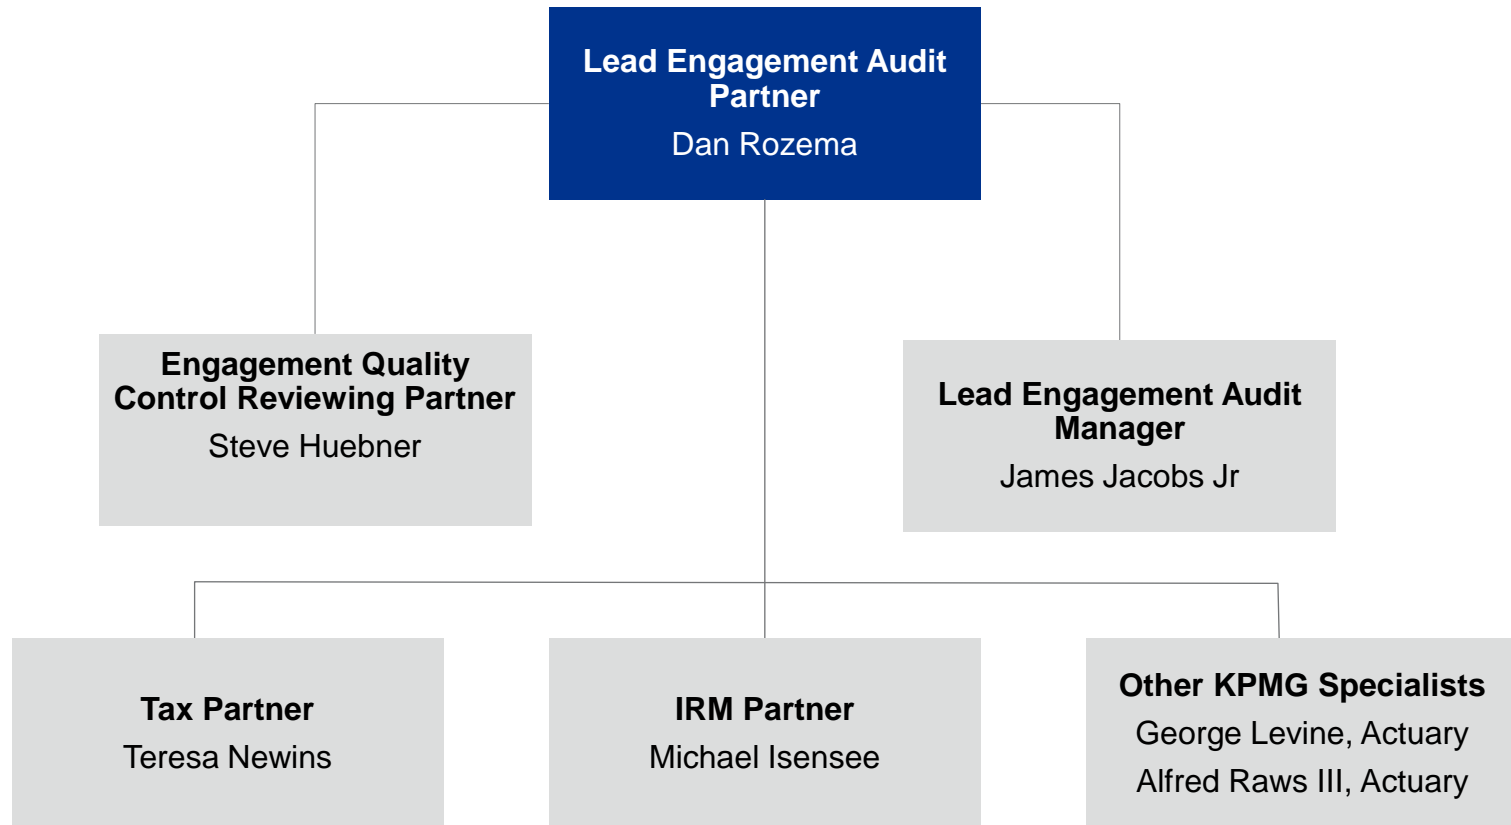 Lead Engagement Audit
Partner
Dan Rozema
Engagement Quality
Control Reviewing Partner
Steve Huebner
Lead Engagement Audit
Manager
James Jacobs Jr
Tax Partner
Teresa Newins
IRM Partner
Michael Isensee
Other KPMG Specialists
George Levine, Actuary
Alfred Raws III, Actuary